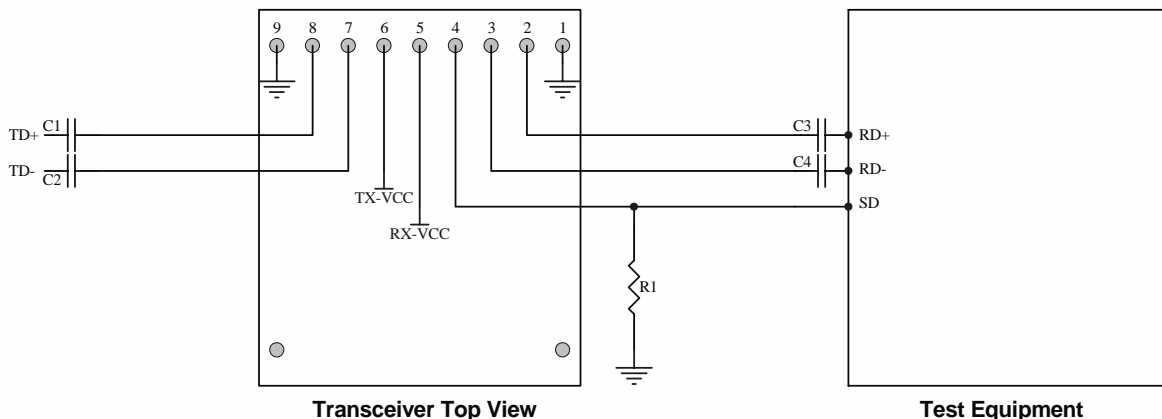 9 8 7 6 5 4 3 2 1
TD+ C1 C3 RD+
TD- C2 C4 RD-
TX-VCC SD
RX-VCC
R1
Transceiver Top View Test Equipment